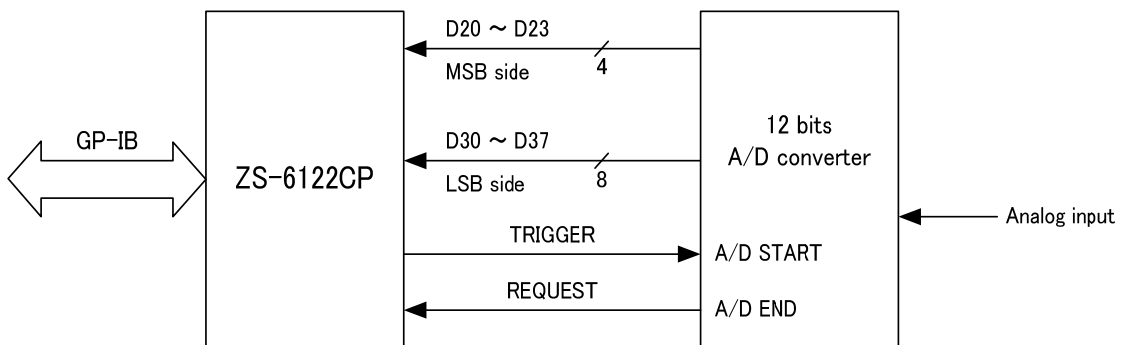 D20 ～ D23
4
MSB side
GP-IB
ZS-6122CP
D30 ～ D37
8
LSB side
12 bits
A/D converter
Analog input
TRIGGER
A/D START
REQUEST
A/D END